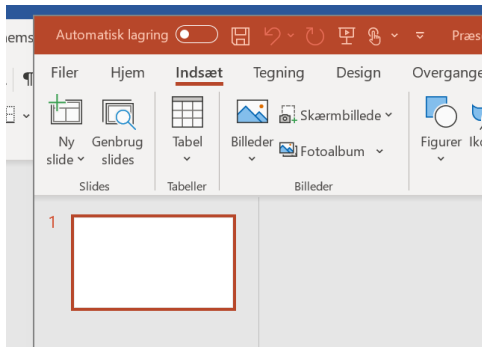 Automatisk lagring
Filer Hjem Indsæt Tegning Design Overgange
Ny slide
Genbrug slides
Tabel
Billeder
Skærmbillede
Fotoalbum
Figurer
Slides
Tabeller
Billeder
1